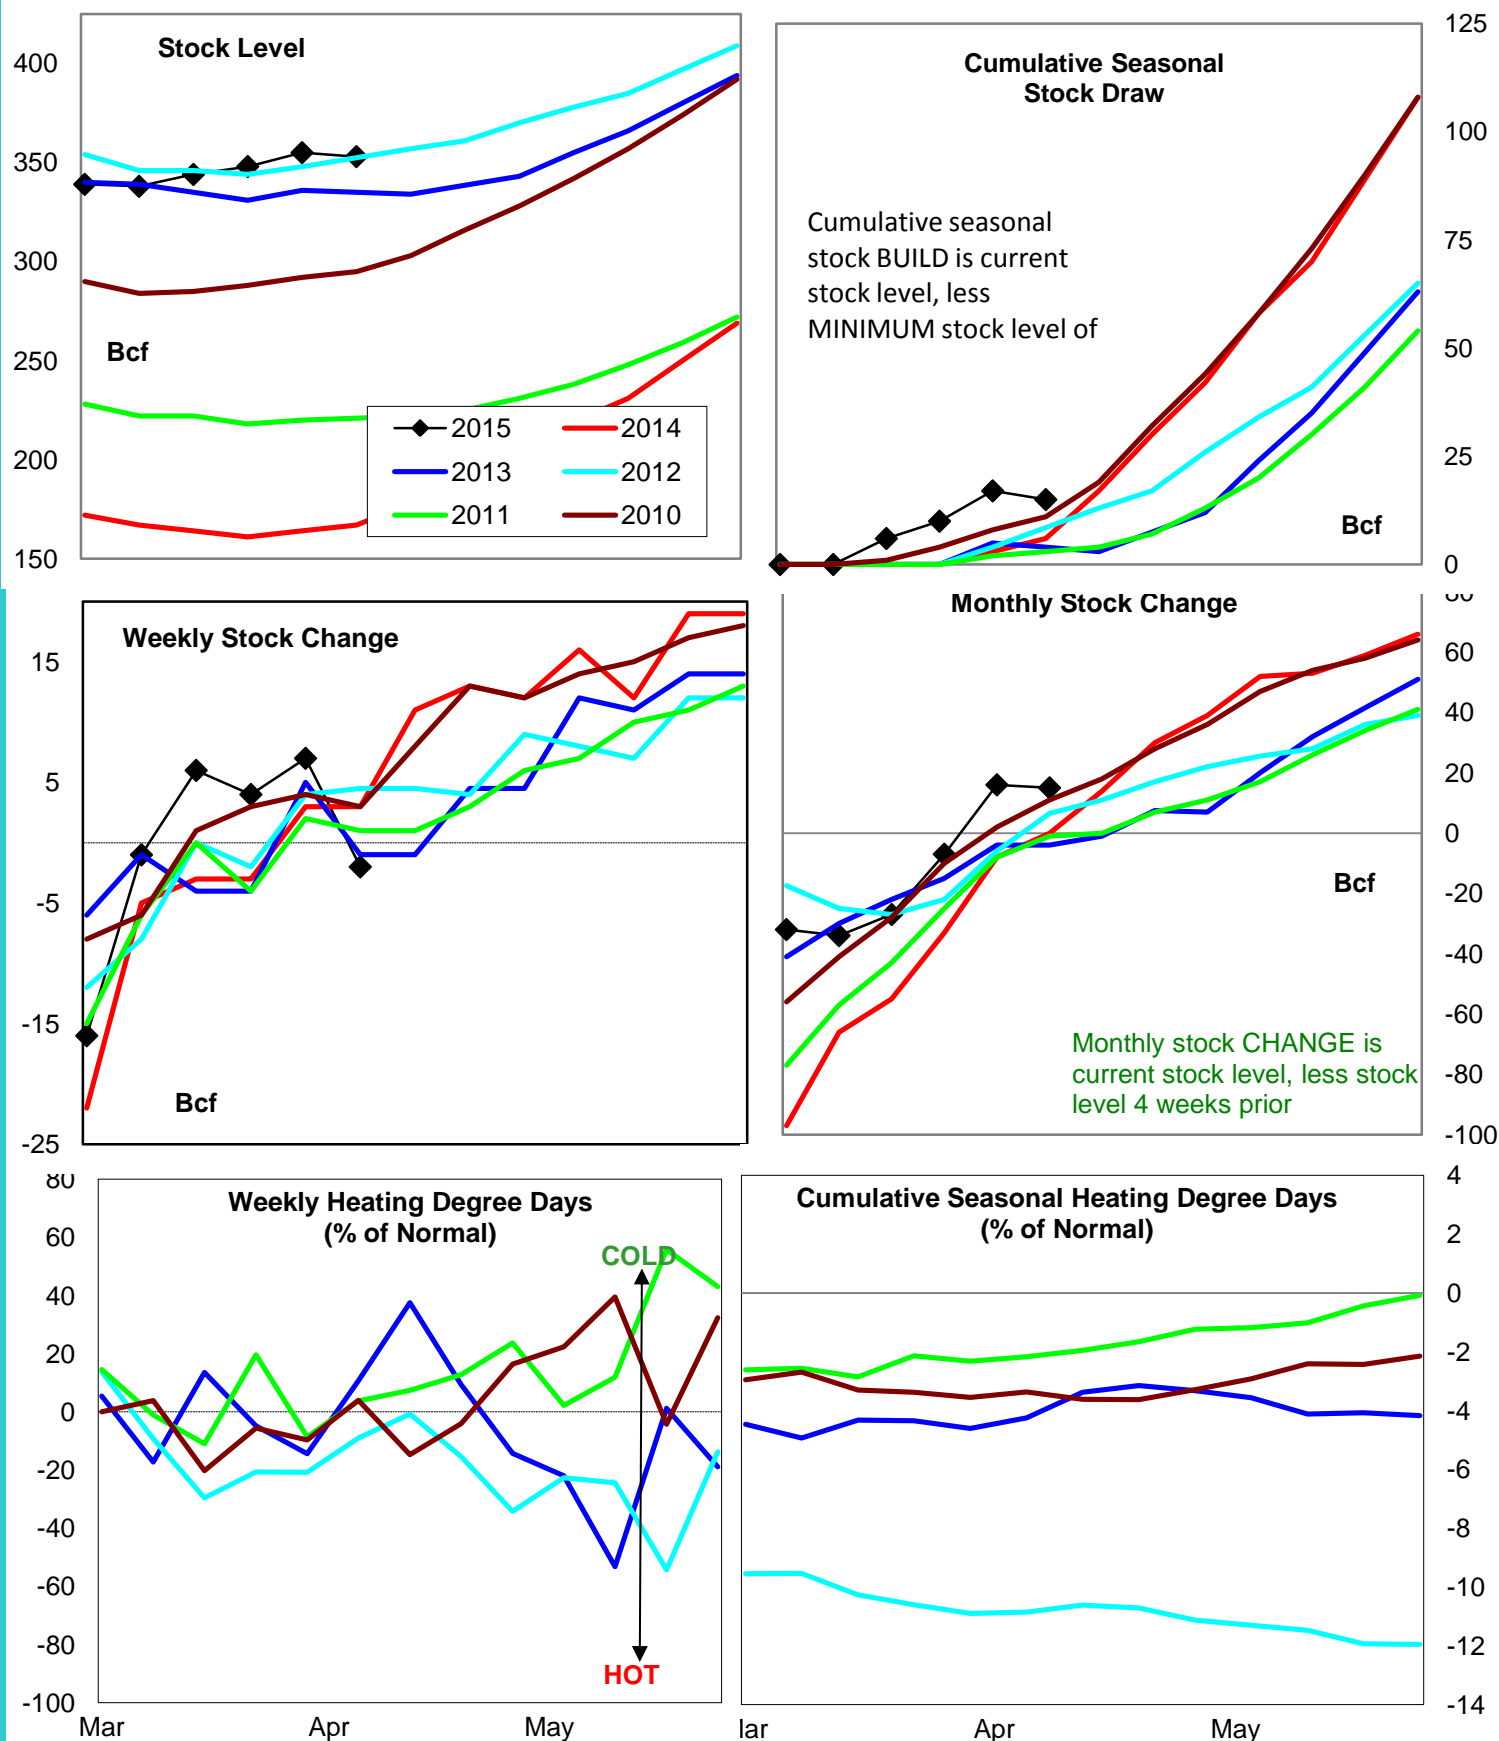 Stock Level
400
350
300
250
200
150
Bcf
2015
2014
2013
2012
2011
2010
Cumulative Seasonal
Stock Draw
Cumulative seasonal
stock BUILD is current
stock level, less
MINIMUM stock level of
Bcf
125
100
75
50
25
0
Weekly Stock Change
15
5
-5
-15
-25
Bcf
Monthly Stock Change
80
60
40
20
0
-20
-40
-60
-80
-100
Bcf
Monthly stock CHANGE is
current stock level, less stock
level 4 weeks prior
Weekly Heating Degree Days
(% of Normal)
80
60
40
20
0
-20
-40
-60
-80
-100
COLD
HOT
Mar
Apr
May
Cumulative Seasonal Heating Degree Days
(% of Normal)
4
2
0
-2
-4
-6
-8
-10
-12
-14
lar
Apr
May